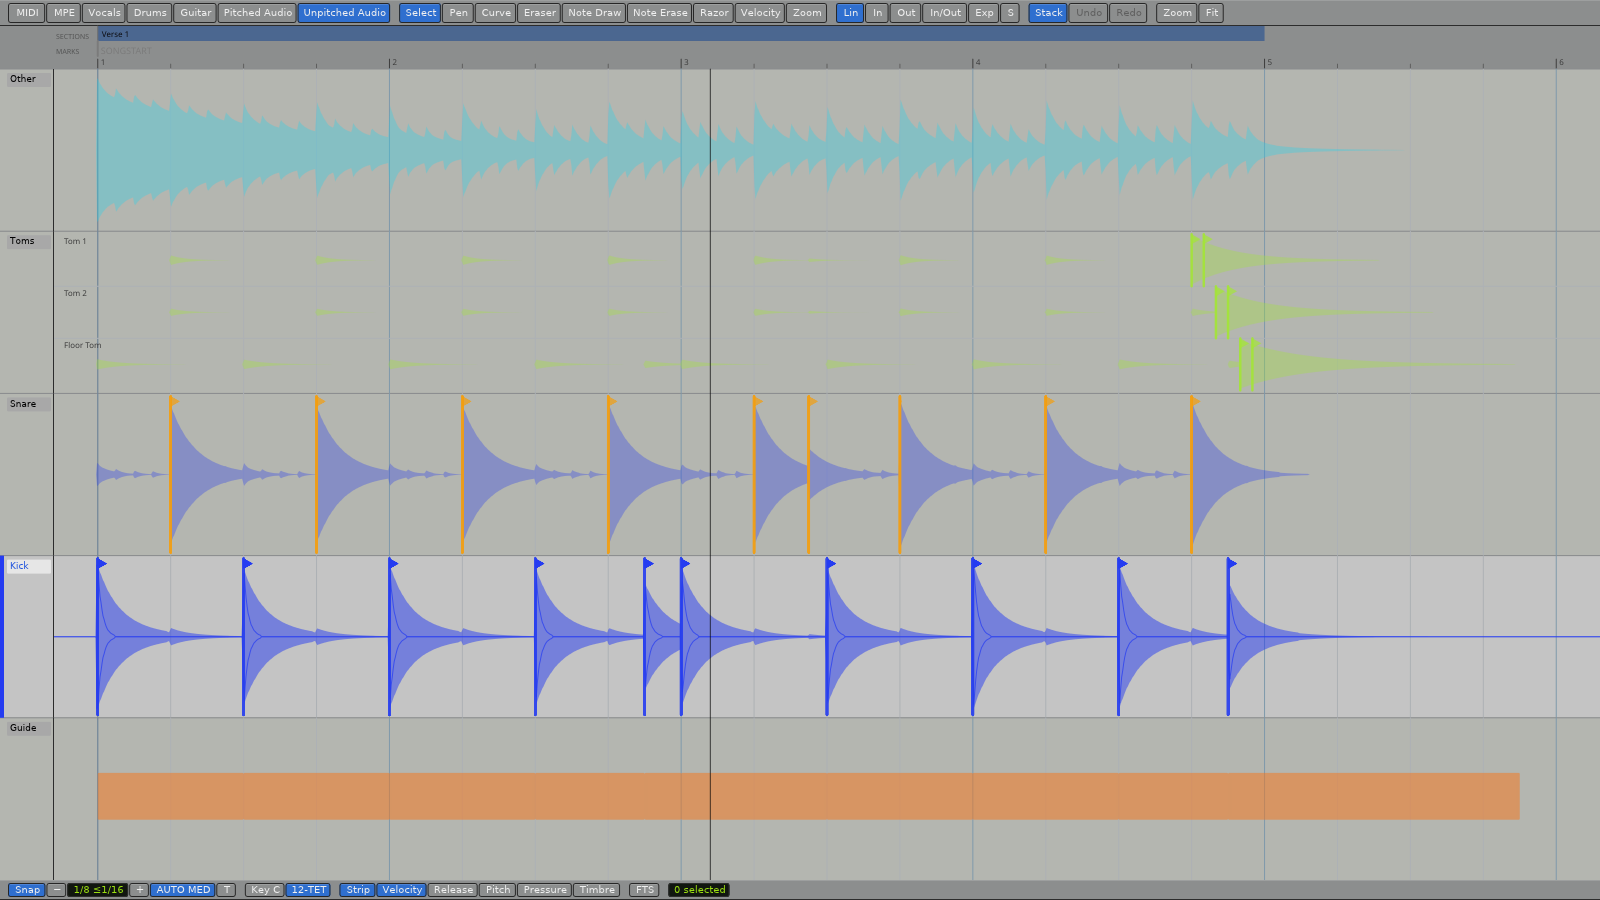 MIDI MPE Vocals Drums Guitar Pitched Audio Unpitched Audio Select Pen Curve Eraser Note Draw Note Erase Razor Velocity Zoom Lin In Out In/Out Exp S Stack Undo Redo Zoom Fit
SECTIONS Verse 1
MARKS SONGSTART
1 2 3 4 5 6
Other
Toms Tom 1
Tom 2
Floor Tom
Snare
Kick
Guide
Snap − 1/8 ≤1/16 + AUTO MED T Key C 12-TET Strip Velocity Release Pitch Pressure Timbre FTS 0 selected